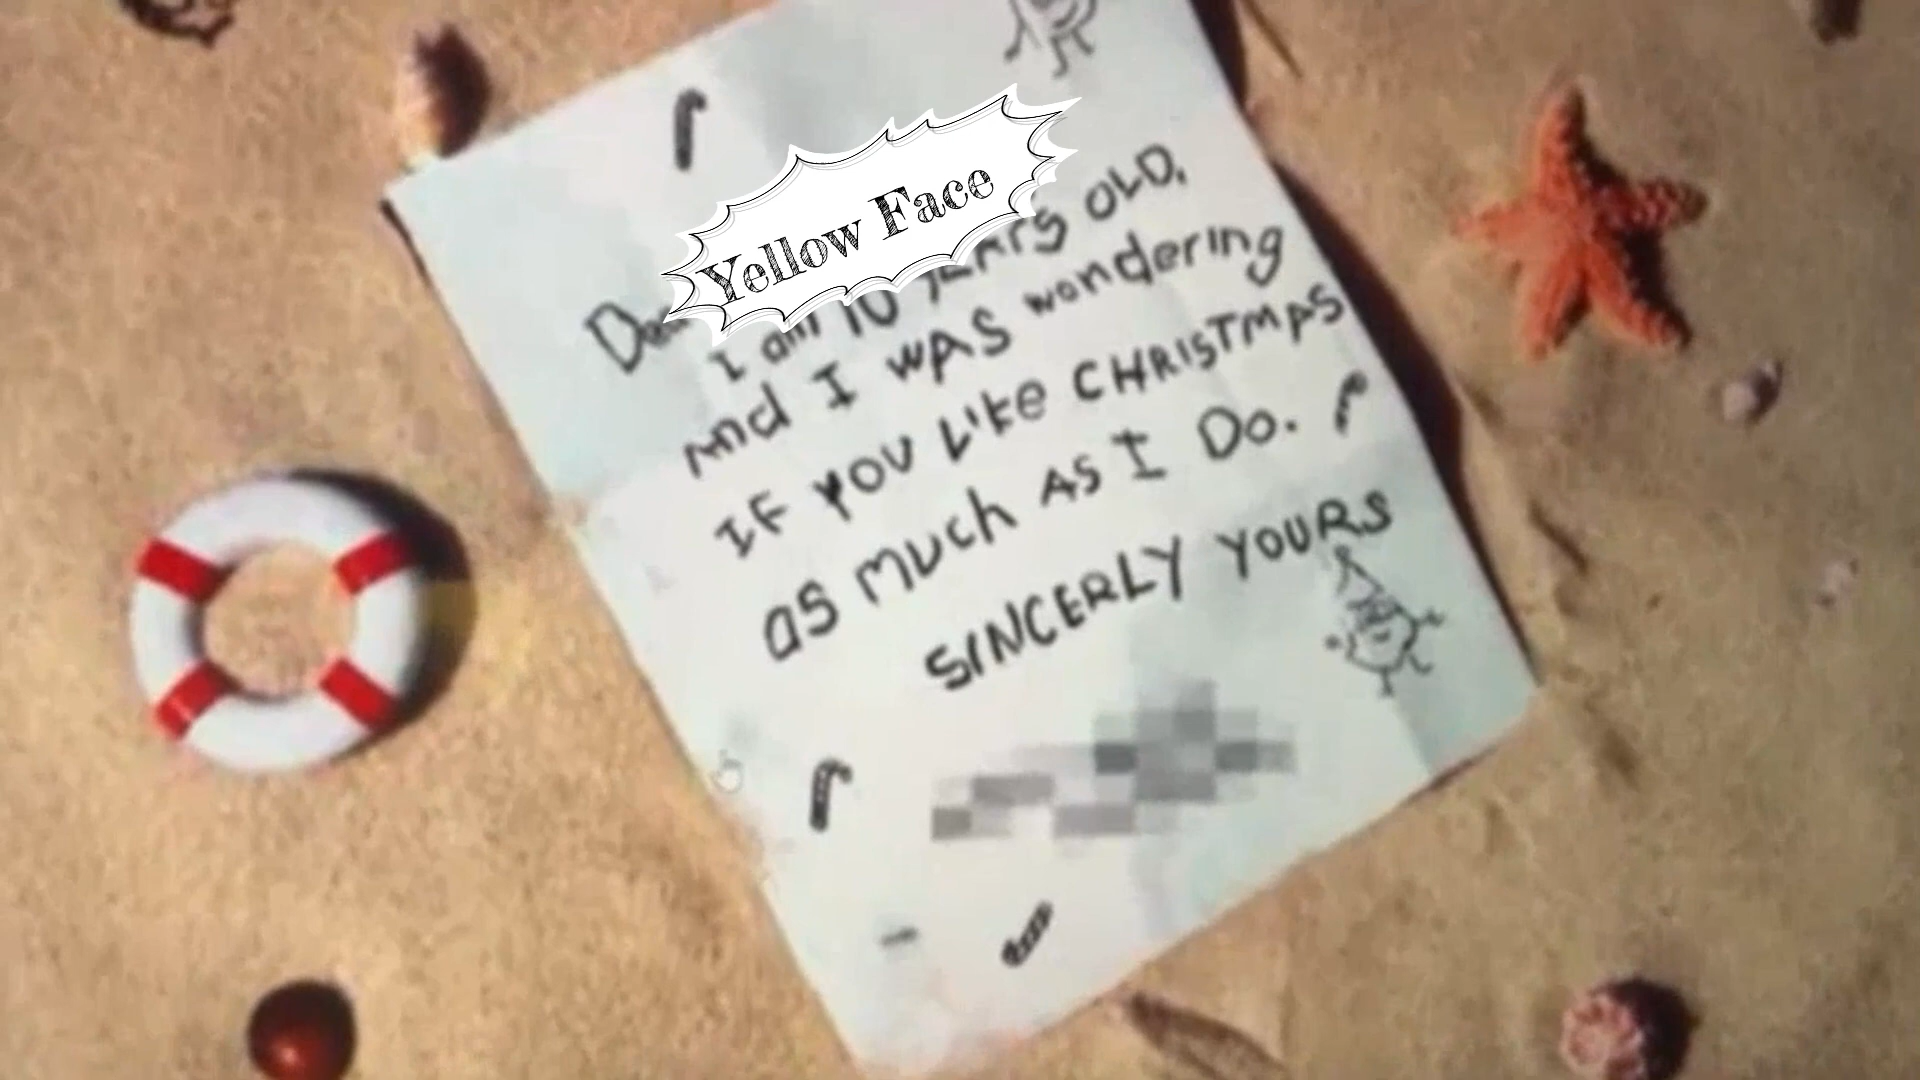 Dear Yellow Face
I am 10 yEArS OLD,
And I WAS wondering
IF YOU LIke CHRISTMAS
as MUch AS I Do.
SINCERLY YOURS